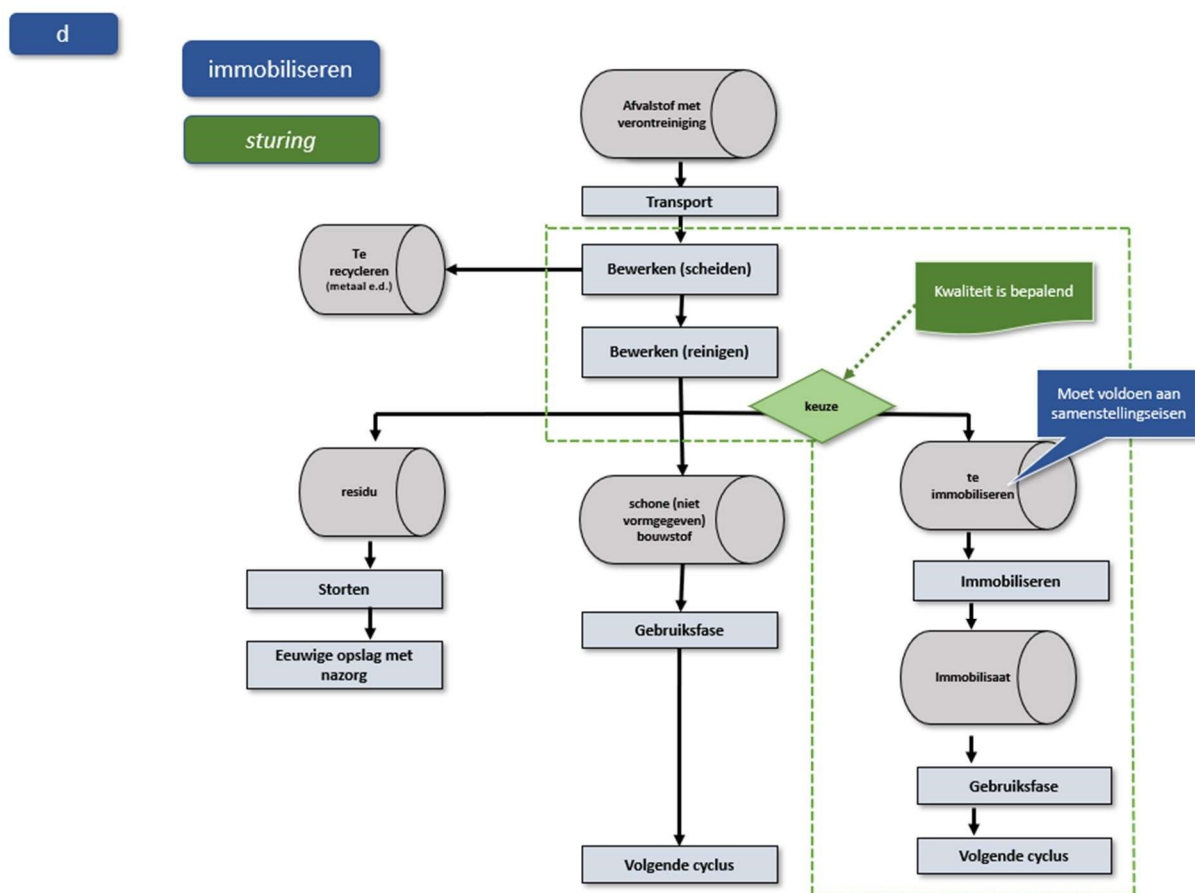 d
immobiliseren
sturing
Afvalstof met
verontreiniging
Transport
Te
recycleren
(metaal e.d.)
Bewerken (scheiden)
Kwaliteit is bepalend
Bewerken (reinigen)
keuze
Moet voldoen aan
samenstellingseisen
residu
schone (niet
vormgegeven)
bouwstof
te
immobiliseren
Storten
Immobiliseren
Gebruiksfase
Eeuwige opslag met
nazorg
Immobilisaat
Gebruiksfase
Volgende cyclus
Volgende cyclus